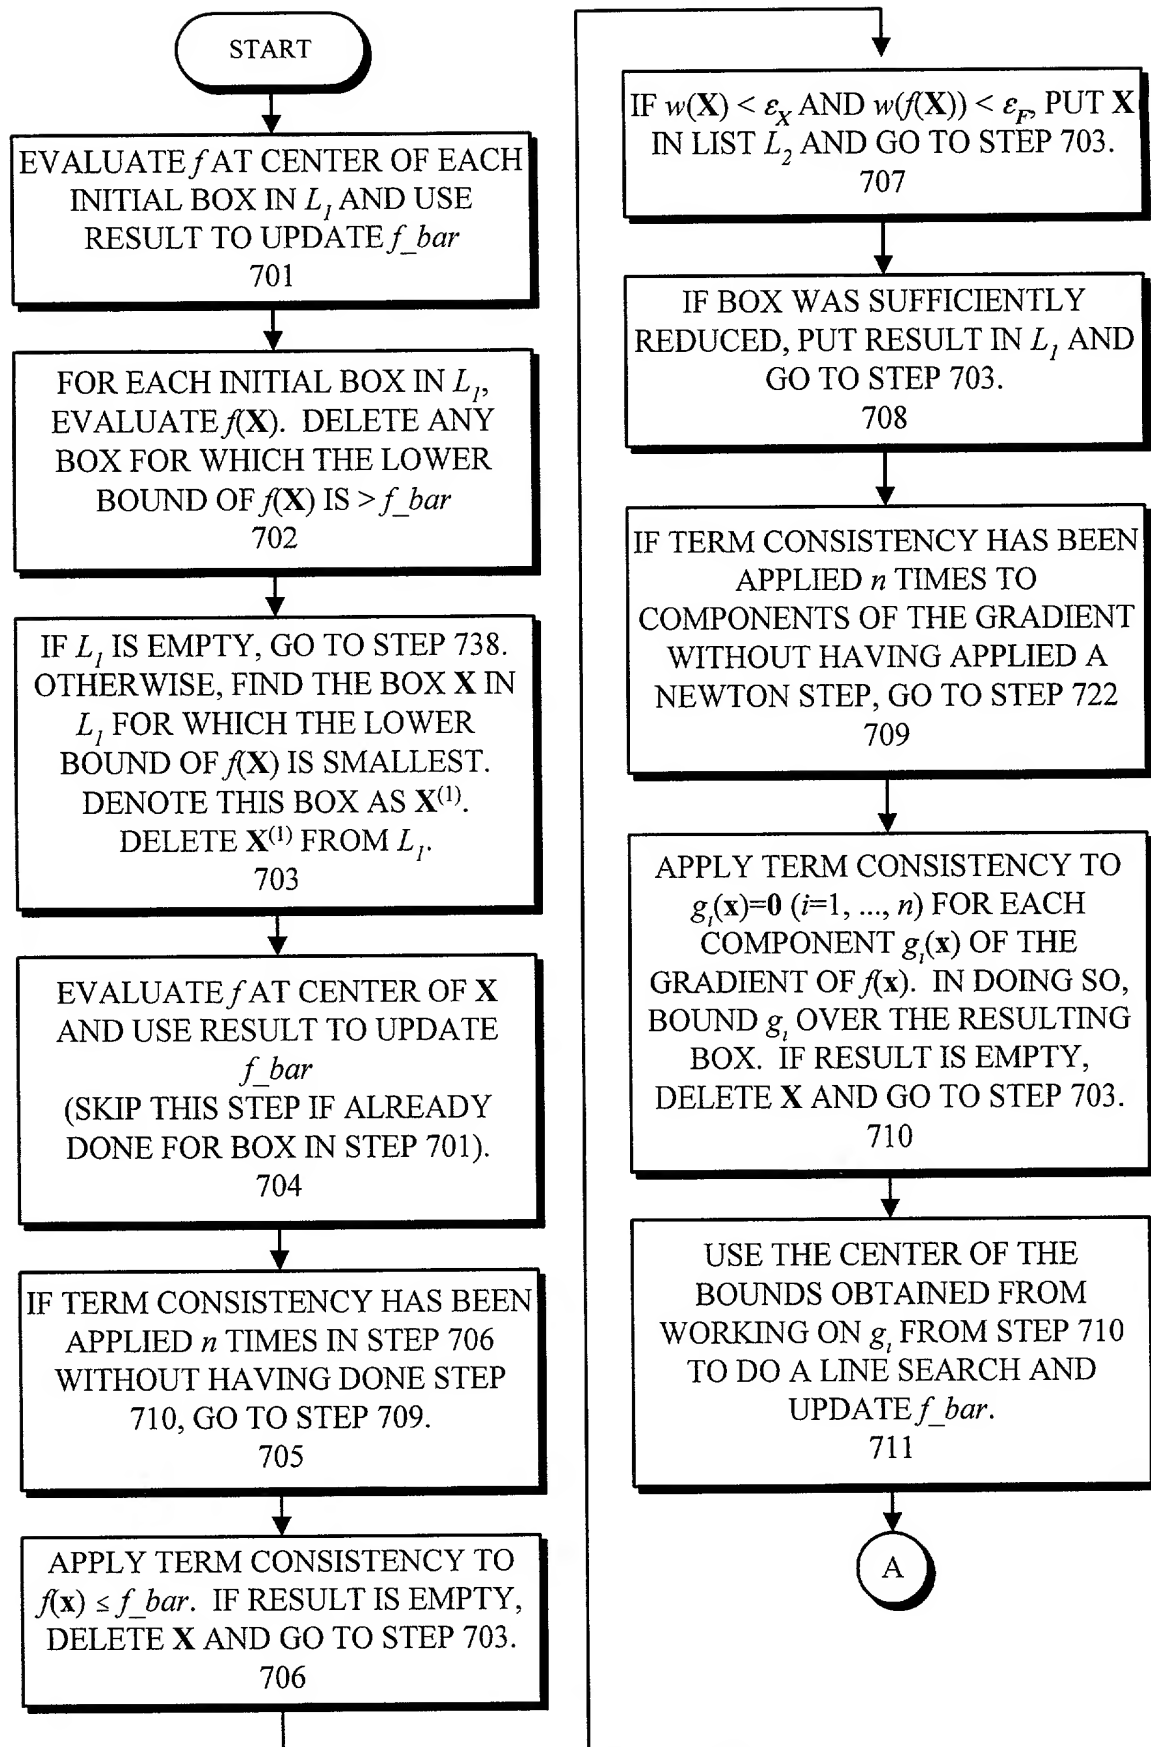 START
EVALUATE f AT CENTER OF EACH
INITIAL BOX IN L₁ AND USE
RESULT TO UPDATE f_bar
701
FOR EACH INITIAL BOX IN L₁,
EVALUATE f(X). DELETE ANY
BOX FOR WHICH THE LOWER
BOUND OF f(X) IS > f_bar
702
IF L₁ IS EMPTY, GO TO STEP 738.
OTHERWISE, FIND THE BOX X IN
L₁ FOR WHICH THE LOWER
BOUND OF f(X) IS SMALLEST.
DENOTE THIS BOX AS X⁽¹⁾.
DELETE X⁽¹⁾ FROM L₁.
703
EVALUATE f AT CENTER OF X
AND USE RESULT TO UPDATE
f_bar
(SKIP THIS STEP IF ALREADY
DONE FOR BOX IN STEP 701).
704
IF TERM CONSISTENCY HAS BEEN
APPLIED n TIMES IN STEP 706
WITHOUT HAVING DONE STEP
710, GO TO STEP 709.
705
APPLY TERM CONSISTENCY TO
f(x) ≤ f_bar. IF RESULT IS EMPTY,
DELETE X AND GO TO STEP 703.
706
IF w(X) < ε_X AND w(f(X)) < ε_F, PUT X
IN LIST L₂ AND GO TO STEP 703.
707
IF BOX WAS SUFFICIENTLY
REDUCED, PUT RESULT IN L₁ AND
GO TO STEP 703.
708
IF TERM CONSISTENCY HAS BEEN
APPLIED n TIMES TO
COMPONENTS OF THE GRADIENT
WITHOUT HAVING APPLIED A
NEWTON STEP, GO TO STEP 722
709
APPLY TERM CONSISTENCY TO
gᵢ(x)=0 (i=1, ..., n) FOR EACH
COMPONENT gᵢ(x) OF THE
GRADIENT OF f(x). IN DOING SO,
BOUND gᵢ OVER THE RESULTING
BOX. IF RESULT IS EMPTY,
DELETE X AND GO TO STEP 703.
710
USE THE CENTER OF THE
BOUNDS OBTAINED FROM
WORKING ON gᵢ FROM STEP 710
TO DO A LINE SEARCH AND
UPDATE f_bar.
711
A